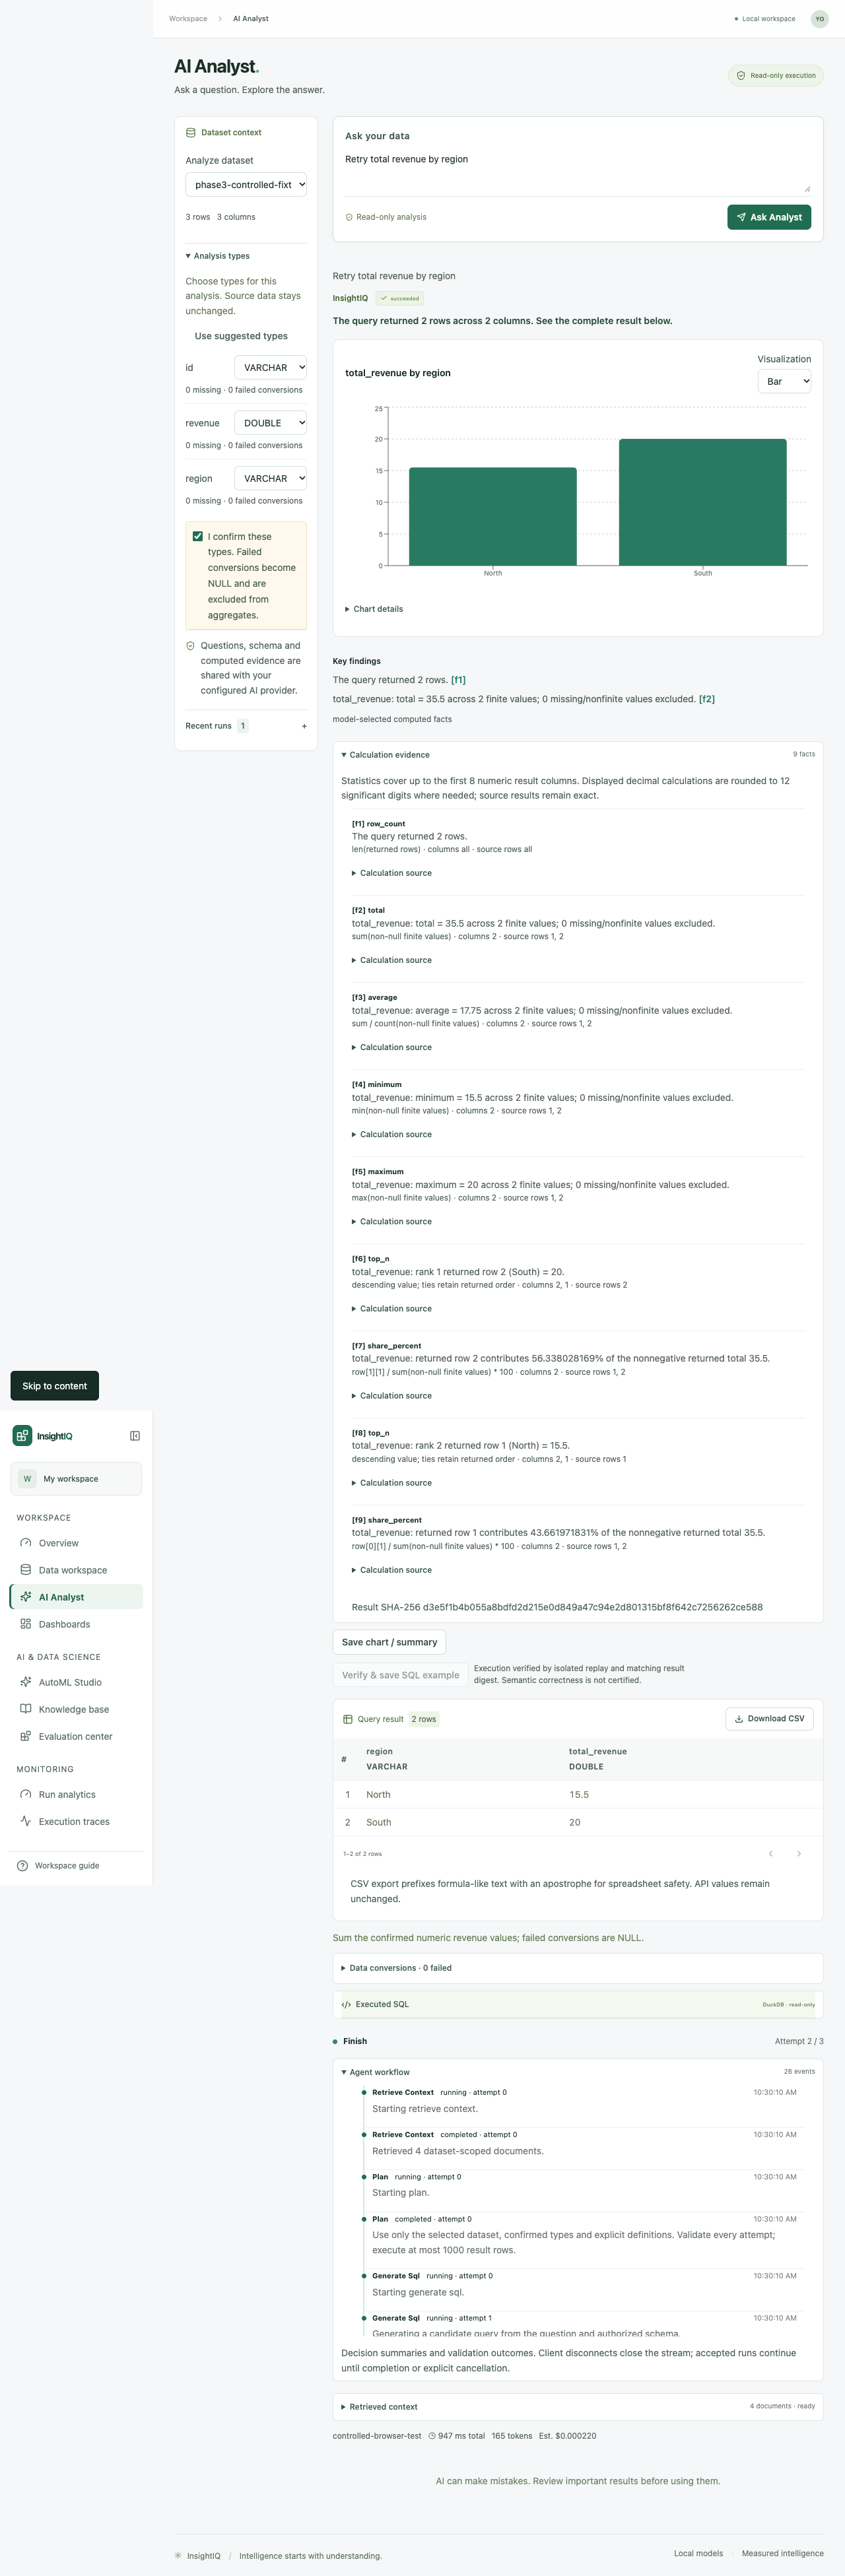 Workspace > AI Analyst
Local workspace
YO
AI Analyst.
Ask a question. Explore the answer.
Read-only execution
Dataset context
Analyze dataset
phase3-controlled-fixt
3 rows 3 columns
Analysis types
Choose types for this
analysis. Source data stays
unchanged.
Use suggested types
id VARCHAR
0 missing · 0 failed conversions
revenue DOUBLE
0 missing · 0 failed conversions
region VARCHAR
0 missing · 0 failed conversions
I confirm these
types. Failed
conversions become
NULL and are
excluded from
aggregates.
Questions, schema and
computed evidence are
shared with your
configured AI provider.
Recent runs 1 +
Ask your data
Retry total revenue by region
Read-only analysis
Ask Analyst
Retry total revenue by region
InsightIQ succeeded
The query returned 2 rows across 2 columns. See the complete result below.
Visualization
total_revenue by region
Bar
25
20
15
10
5
0
North South
Chart details
Key findings
The query returned 2 rows. [f1]
total_revenue: total = 35.5 across 2 finite values; 0 missing/nonfinite values excluded. [f2]
model-selected computed facts
Calculation evidence 9 facts
Statistics cover up to the first 8 numeric result columns. Displayed decimal calculations are rounded to 12
significant digits where needed; source results remain exact.
[f1] row_count
The query returned 2 rows.
len(returned rows) · columns all · source rows all
Calculation source
[f2] total
total_revenue: total = 35.5 across 2 finite values; 0 missing/nonfinite values excluded.
sum(non-null finite values) · columns 2 · source rows 1, 2
Calculation source
[f3] average
total_revenue: average = 17.75 across 2 finite values; 0 missing/nonfinite values excluded.
sum / count(non-null finite values) · columns 2 · source rows 1, 2
Calculation source
[f4] minimum
total_revenue: minimum = 15.5 across 2 finite values; 0 missing/nonfinite values excluded.
min(non-null finite values) · columns 2 · source rows 1, 2
Calculation source
[f5] maximum
total_revenue: maximum = 20 across 2 finite values; 0 missing/nonfinite values excluded.
max(non-null finite values) · columns 2 · source rows 1, 2
Calculation source
[f6] top_n
total_revenue: rank 1 returned row 2 (South) = 20.
descending value; ties retain returned order · columns 2, 1 · source rows 2
Calculation source
[f7] share_percent
total_revenue: returned row 2 contributes 56.338028169% of the nonnegative returned total 35.5.
row[1][1] / sum(non-null finite values) * 100 · columns 2 · source rows 1, 2
Calculation source
[f8] top_n
total_revenue: rank 2 returned row 1 (North) = 15.5.
descending value; ties retain returned order · columns 2, 1 · source rows 1
Calculation source
[f9] share_percent
total_revenue: returned row 1 contributes 43.661971831% of the nonnegative returned total 35.5.
row[0][1] / sum(non-null finite values) * 100 · columns 2 · source rows 1, 2
Calculation source
Result SHA-256 d3e5f1b4b055a8bdfd2d215e0d849a47c94e2d801315bf8f642c7256262ce588
Save chart / summary
Verify & save SQL example
Execution verified by isolated replay and matching result
digest. Semantic correctness is not certified.
Query result 2 rows
Download CSV
# region total_revenue
VARCHAR DOUBLE
1 North 15.5
2 South 20
1–2 of 2 rows
CSV export prefixes formula-like text with an apostrophe for spreadsheet safety. API values remain
unchanged.
Sum the confirmed numeric revenue values; failed conversions are NULL.
Data conversions · 0 failed
Executed SQL DuckDB · read-only
Finish Attempt 2 / 3
Agent workflow 26 events
Retrieve Context running · attempt 0 10:30:10 AM
Starting retrieve context.
Retrieve Context completed · attempt 0 10:30:10 AM
Retrieved 4 dataset-scoped documents.
Plan running · attempt 0 10:30:10 AM
Starting plan.
Plan completed · attempt 0 10:30:10 AM
Use only the selected dataset, confirmed types and explicit definitions. Validate every attempt;
execute at most 1000 result rows.
Generate Sql running · attempt 0 10:30:10 AM
Starting generate sql.
Generate Sql running · attempt 1 10:30:10 AM
Generating a candidate query from the question and authorized schema.
Decision summaries and validation outcomes. Client disconnects close the stream; accepted runs continue
until completion or explicit cancellation.
Retrieved context 4 documents · ready
controlled-browser-test 947 ms total 165 tokens Est. $0.000220
AI can make mistakes. Review important results before using them.
InsightIQ / Intelligence starts with understanding.
Local models · Measured intelligence
Skip to content
InsightIQ
W My workspace
WORKSPACE
Overview
Data workspace
AI Analyst
Dashboards
AI & DATA SCIENCE
AutoML Studio
Knowledge base
Evaluation center
MONITORING
Run analytics
Execution traces
Workspace guide